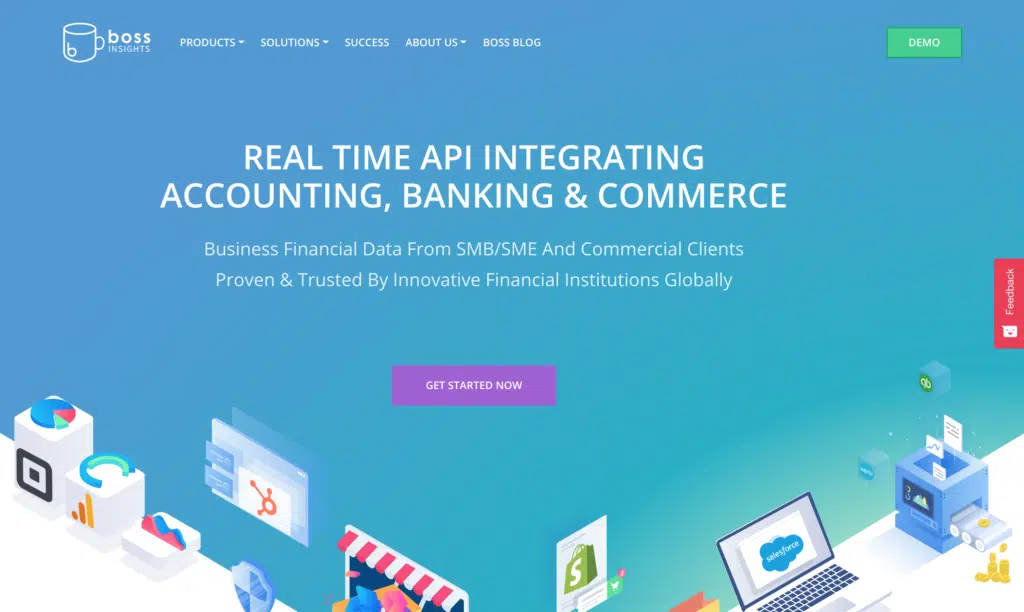 boss
INSIGHTS
PRODUCTS
SOLUTIONS
SUCCESS
ABOUT US
BOSS BLOG
DEMO
REAL TIME API INTEGRATING
ACCOUNTING, BANKING & COMMERCE
Business Financial Data From SMB/SME And Commercial Clients
Proven & Trusted By Innovative Financial Institutions Globally
Feedback
GET STARTED NOW
qb
salesforce